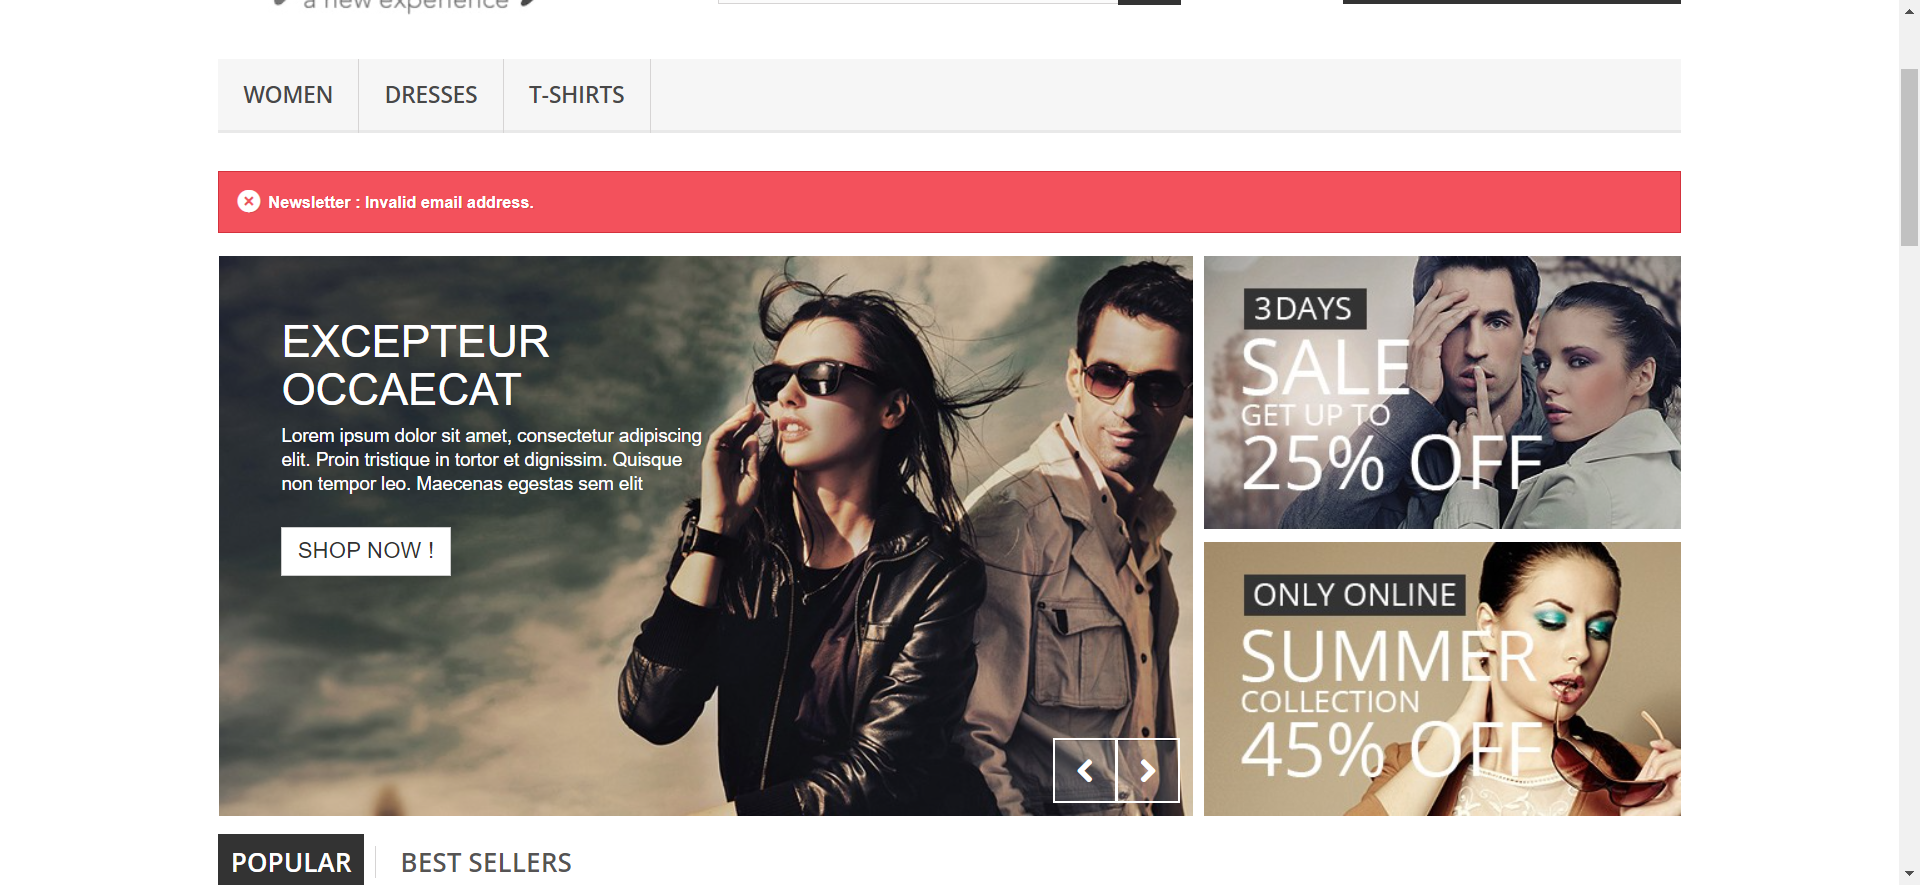 a new experience
WOMEN
DRESSES
T-SHIRTS
Newsletter : Invalid email address.
EXCEPTEUR
OCCAECAT
Lorem ipsum dolor sit amet, consectetur adipiscing
elit. Proin tristique in tortor et dignissim. Quisque
non tempor leo. Maecenas egestas sem elit
SHOP NOW !
3 DAYS
SALE
GET UP TO
25% OFF
ONLY ONLINE
SUMMER
COLLECTION
45% OFF
POPULAR
BEST SELLERS